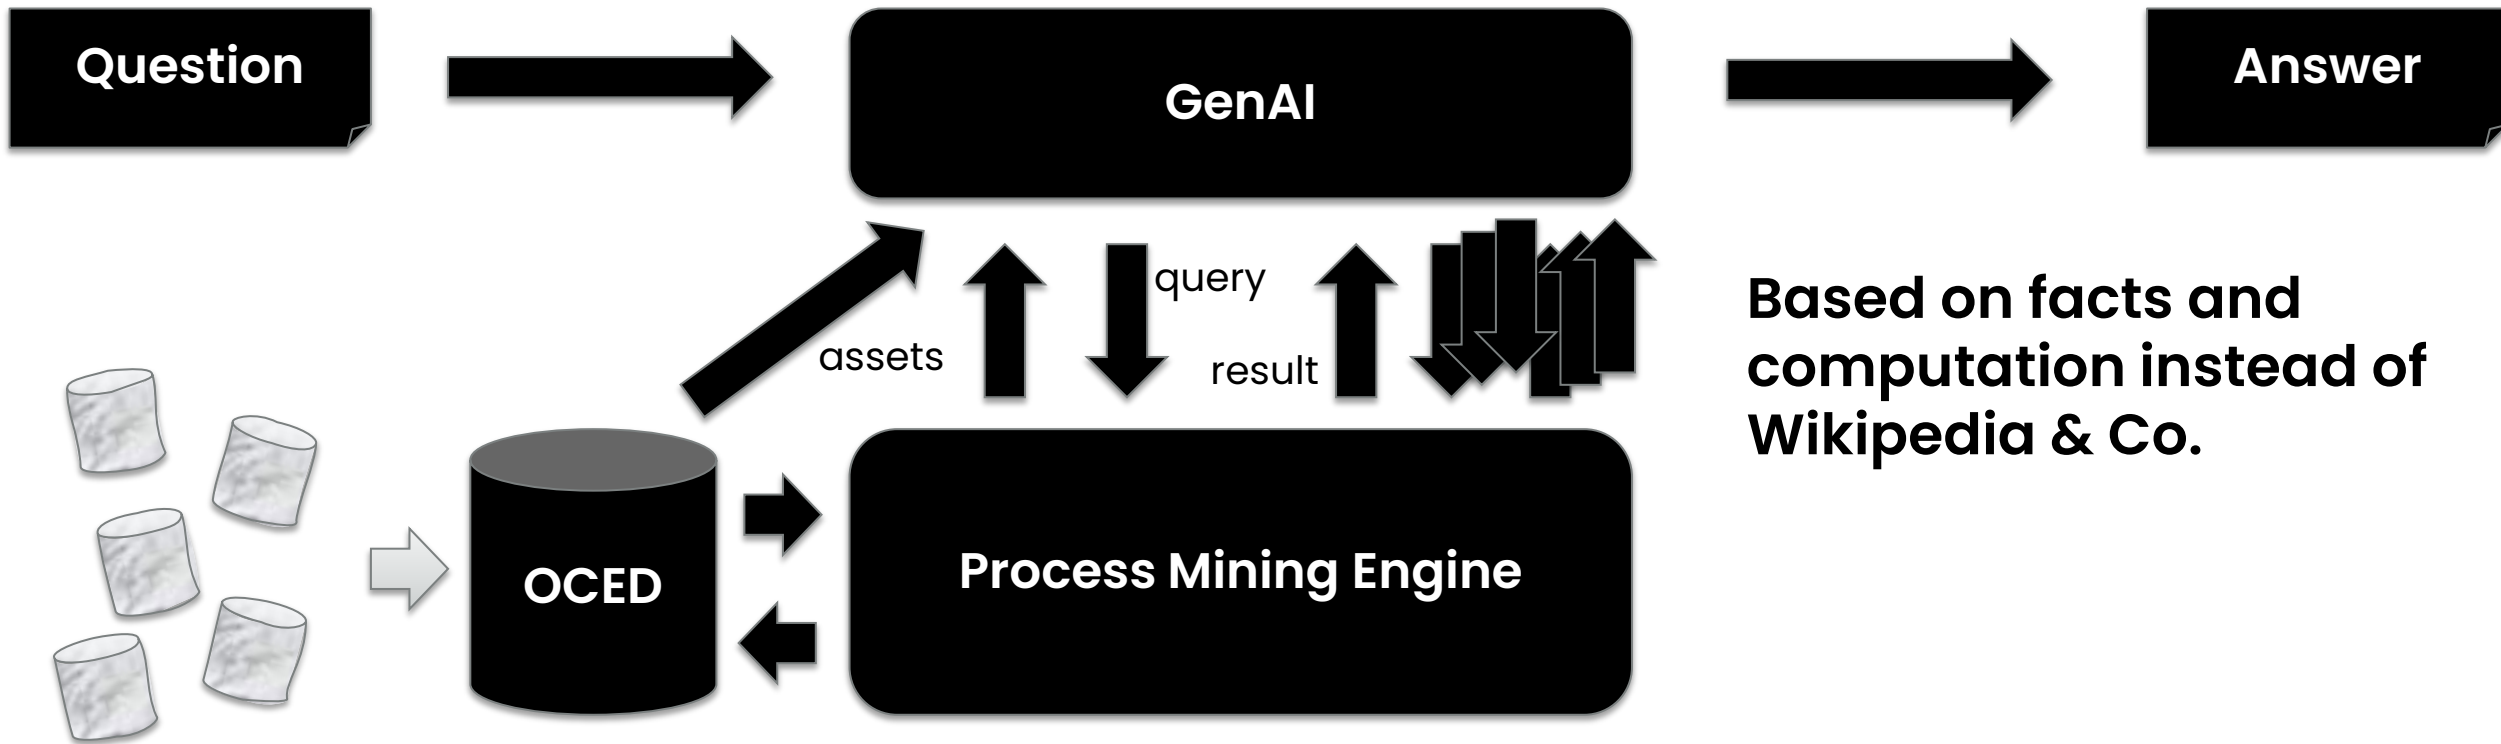 Question
GenAI
Answer
query
assets
result
Based on facts and
computation instead of
Wikipedia & Co.
OCED
Process Mining Engine